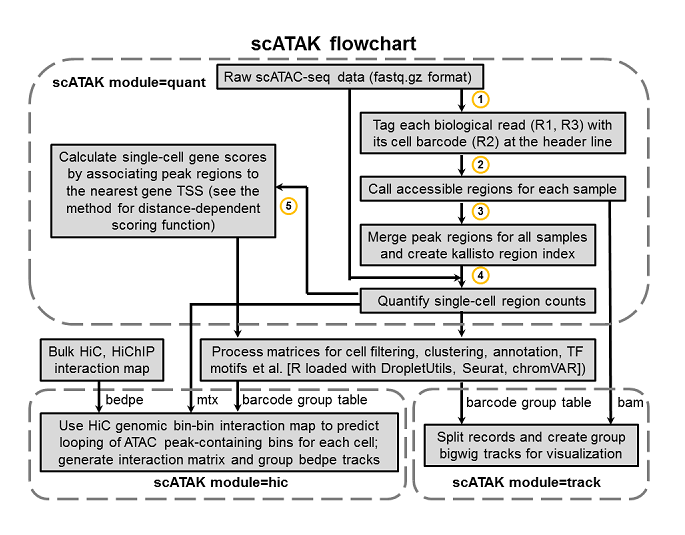 scATAK flowchart
scATAK module=quant
Raw scATAC-seq data (fastq.gz format)
1
Tag each biological read (R1, R3) with
its cell barcode (R2) at the header line
2
Call accessible regions for each sample
3
Merge peak regions for all samples
and create kallisto region index
4
Quantify single-cell region counts
Calculate single-cell gene scores
by associating peak regions to
the nearest gene TSS (see the
method for distance-dependent
scoring function)
5
Bulk HiC, HiChIP
interaction map
Process matrices for cell filtering, clustering, annotation, TF
motifs et al. [R loaded with DropletUtils, Seurat, chromVAR])
bedpe
mtx
barcode group table
barcode group table
bam
Use HiC genomic bin-bin interaction map to predict
looping of ATAC peak-containing bins for each cell;
generate interaction matrix and group bedpe tracks
scATAK module=hic
Split records and create group
bigwig tracks for visualization
scATAK module=track